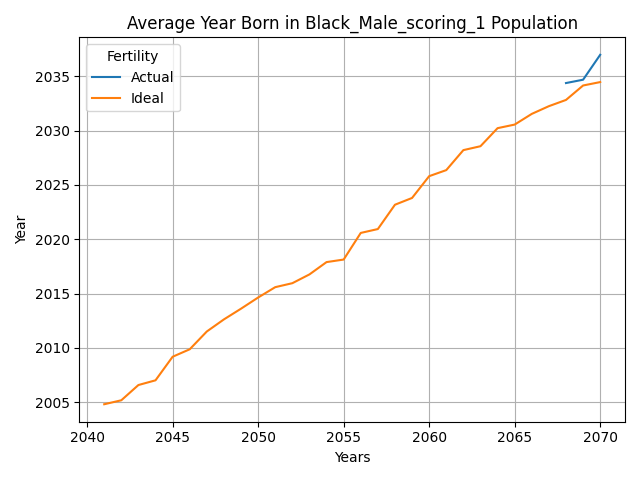 Average Year Born in Black_Male_scoring_1 Population
Fertility
Actual
Ideal
Year
2035
2030
2025
2020
2015
2010
2005
2040 2045 2050 2055 2060 2065 2070
Years